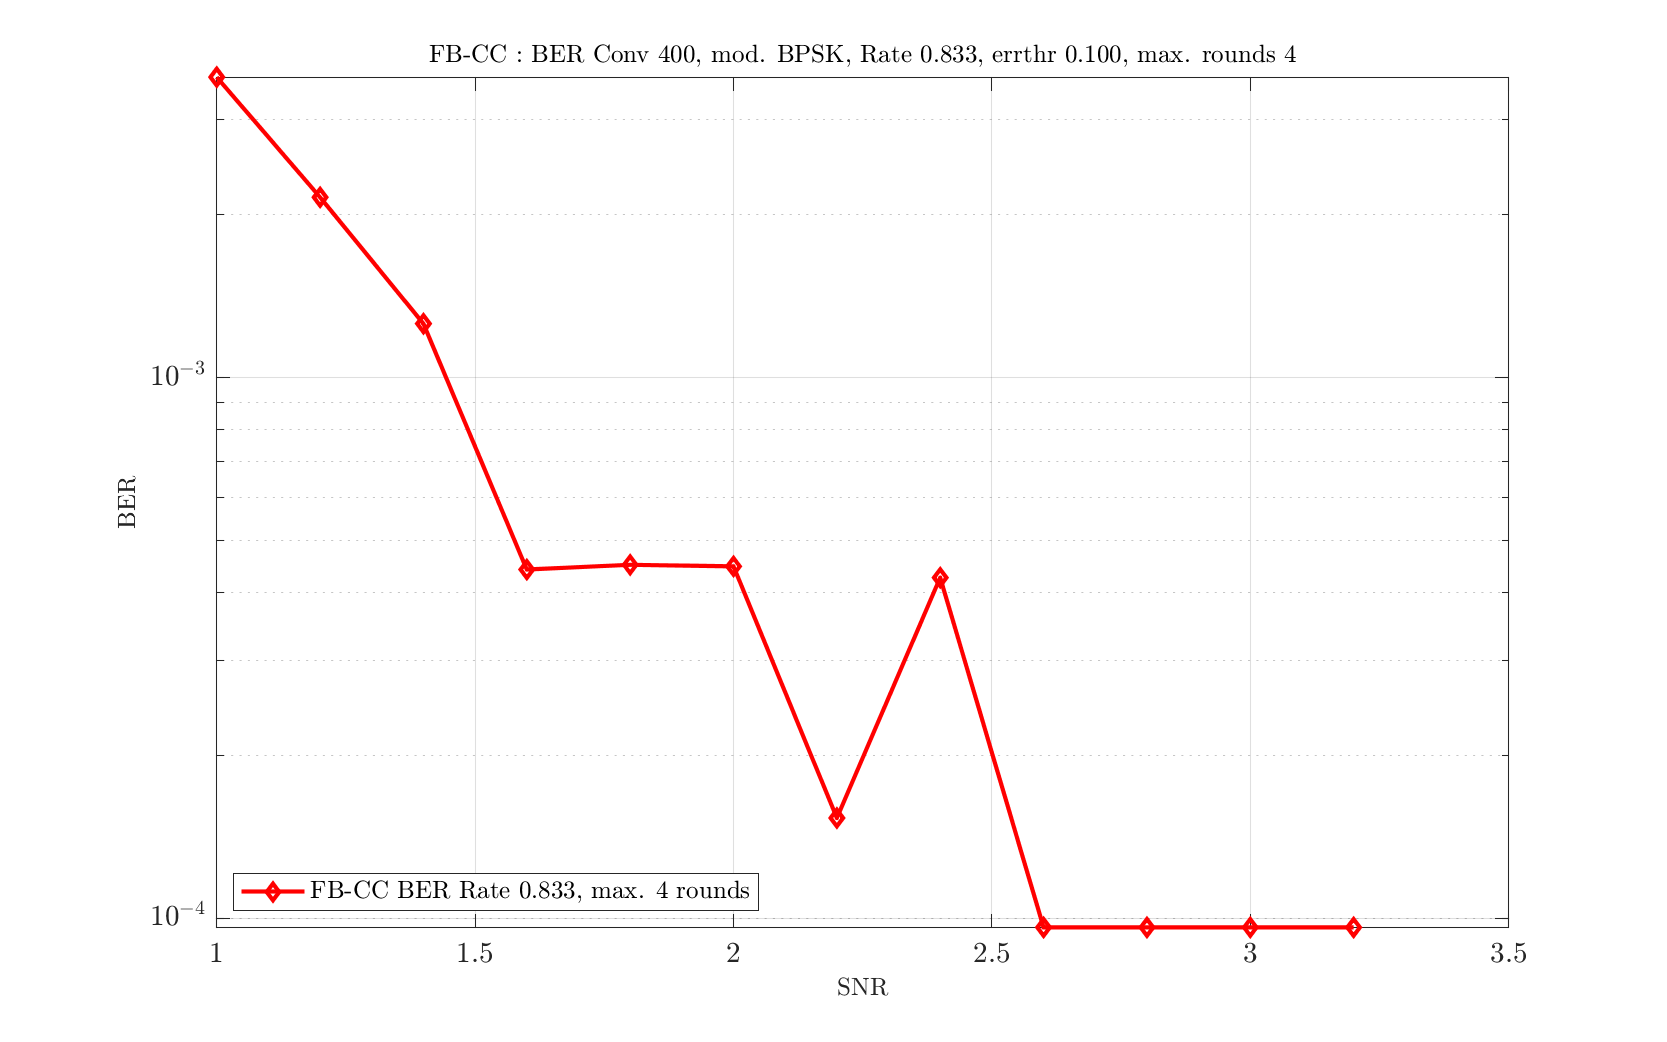 FB-CC : BER Conv 400, mod. BPSK, Rate 0.833, errthr 0.100, max. rounds 4
10⁻³
BER
10⁻⁴
FB-CC BER Rate 0.833, max. 4 rounds
1 1.5 2 2.5 3 3.5
SNR